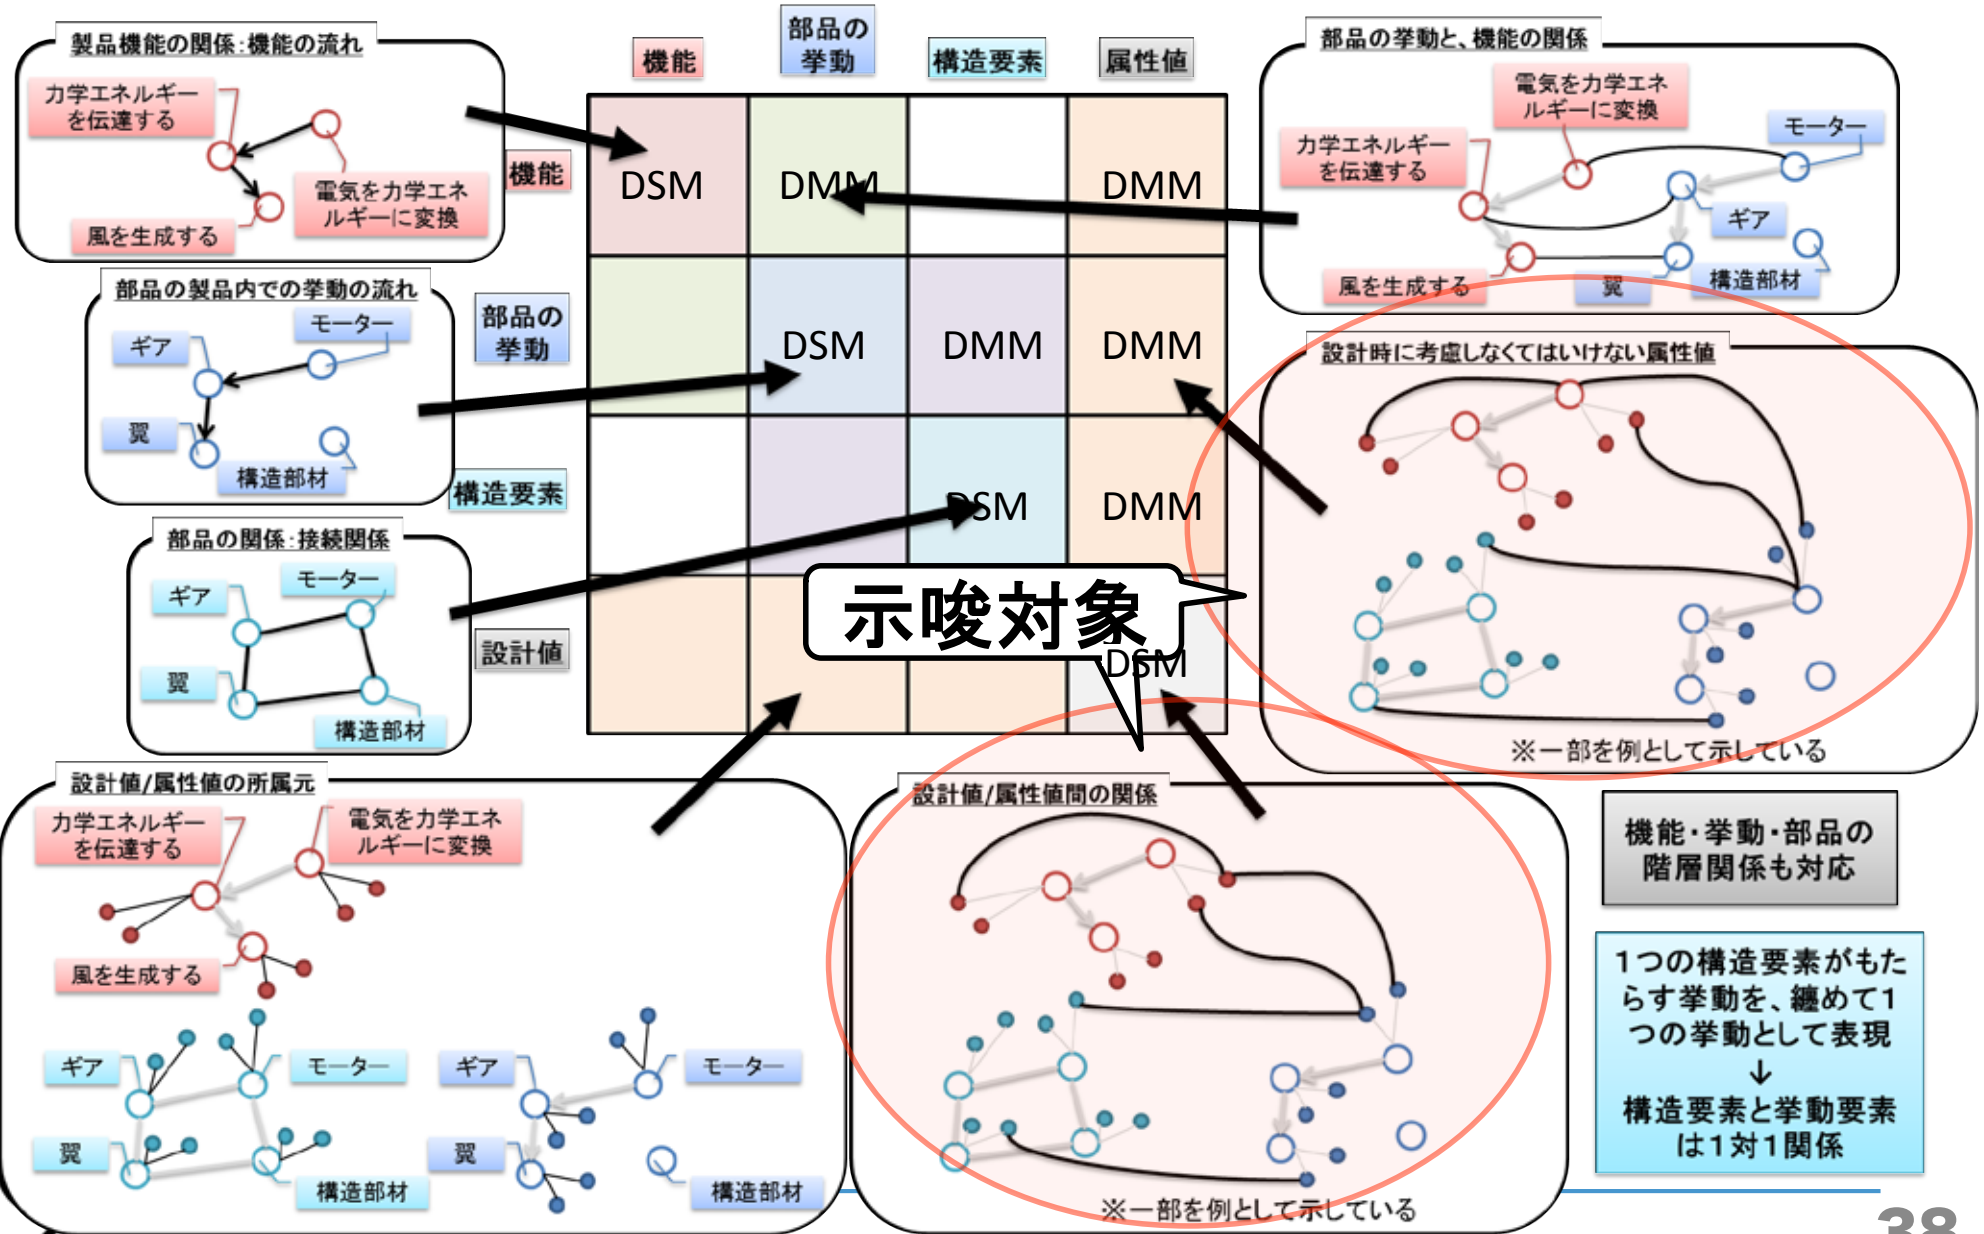 製品機能の関係:機能の流れ
力学エネルギー
を伝達する
電気を力学エネ
ルギーに変換
風を生成する
部品の製品内での挙動の流れ
ギア
モーター
翼
構造部材
部品の関係:接続関係
ギア
モーター
翼
構造部材
機能
部品の
挙動
構造要素
属性値
機能
DSM
DMM
DMM
部品の
挙動
DSM
DMM
DMM
構造要素
DSM
DMM
設計値
DSM
示唆対象
部品の挙動と、機能の関係
電気を力学エネ
ルギーに変換
力学エネルギー
を伝達する
モーター
ギア
風を生成する
翼
構造部材
設計時に考慮しなくてはいけない属性値
※一部を例として示している
設計値/属性値の所属元
力学エネルギー
を伝達する
電気を力学エネ
ルギーに変換
風を生成する
ギア
モーター
翼
構造部材
ギア
モーター
翼
構造部材
設計値/属性値間の関係
※一部を例として示している
機能・挙動・部品の
階層関係も対応
1つの構造要素がもた
らす挙動を、纏めて1
つの挙動として表現
↓
構造要素と挙動要素
は1対1関係
38